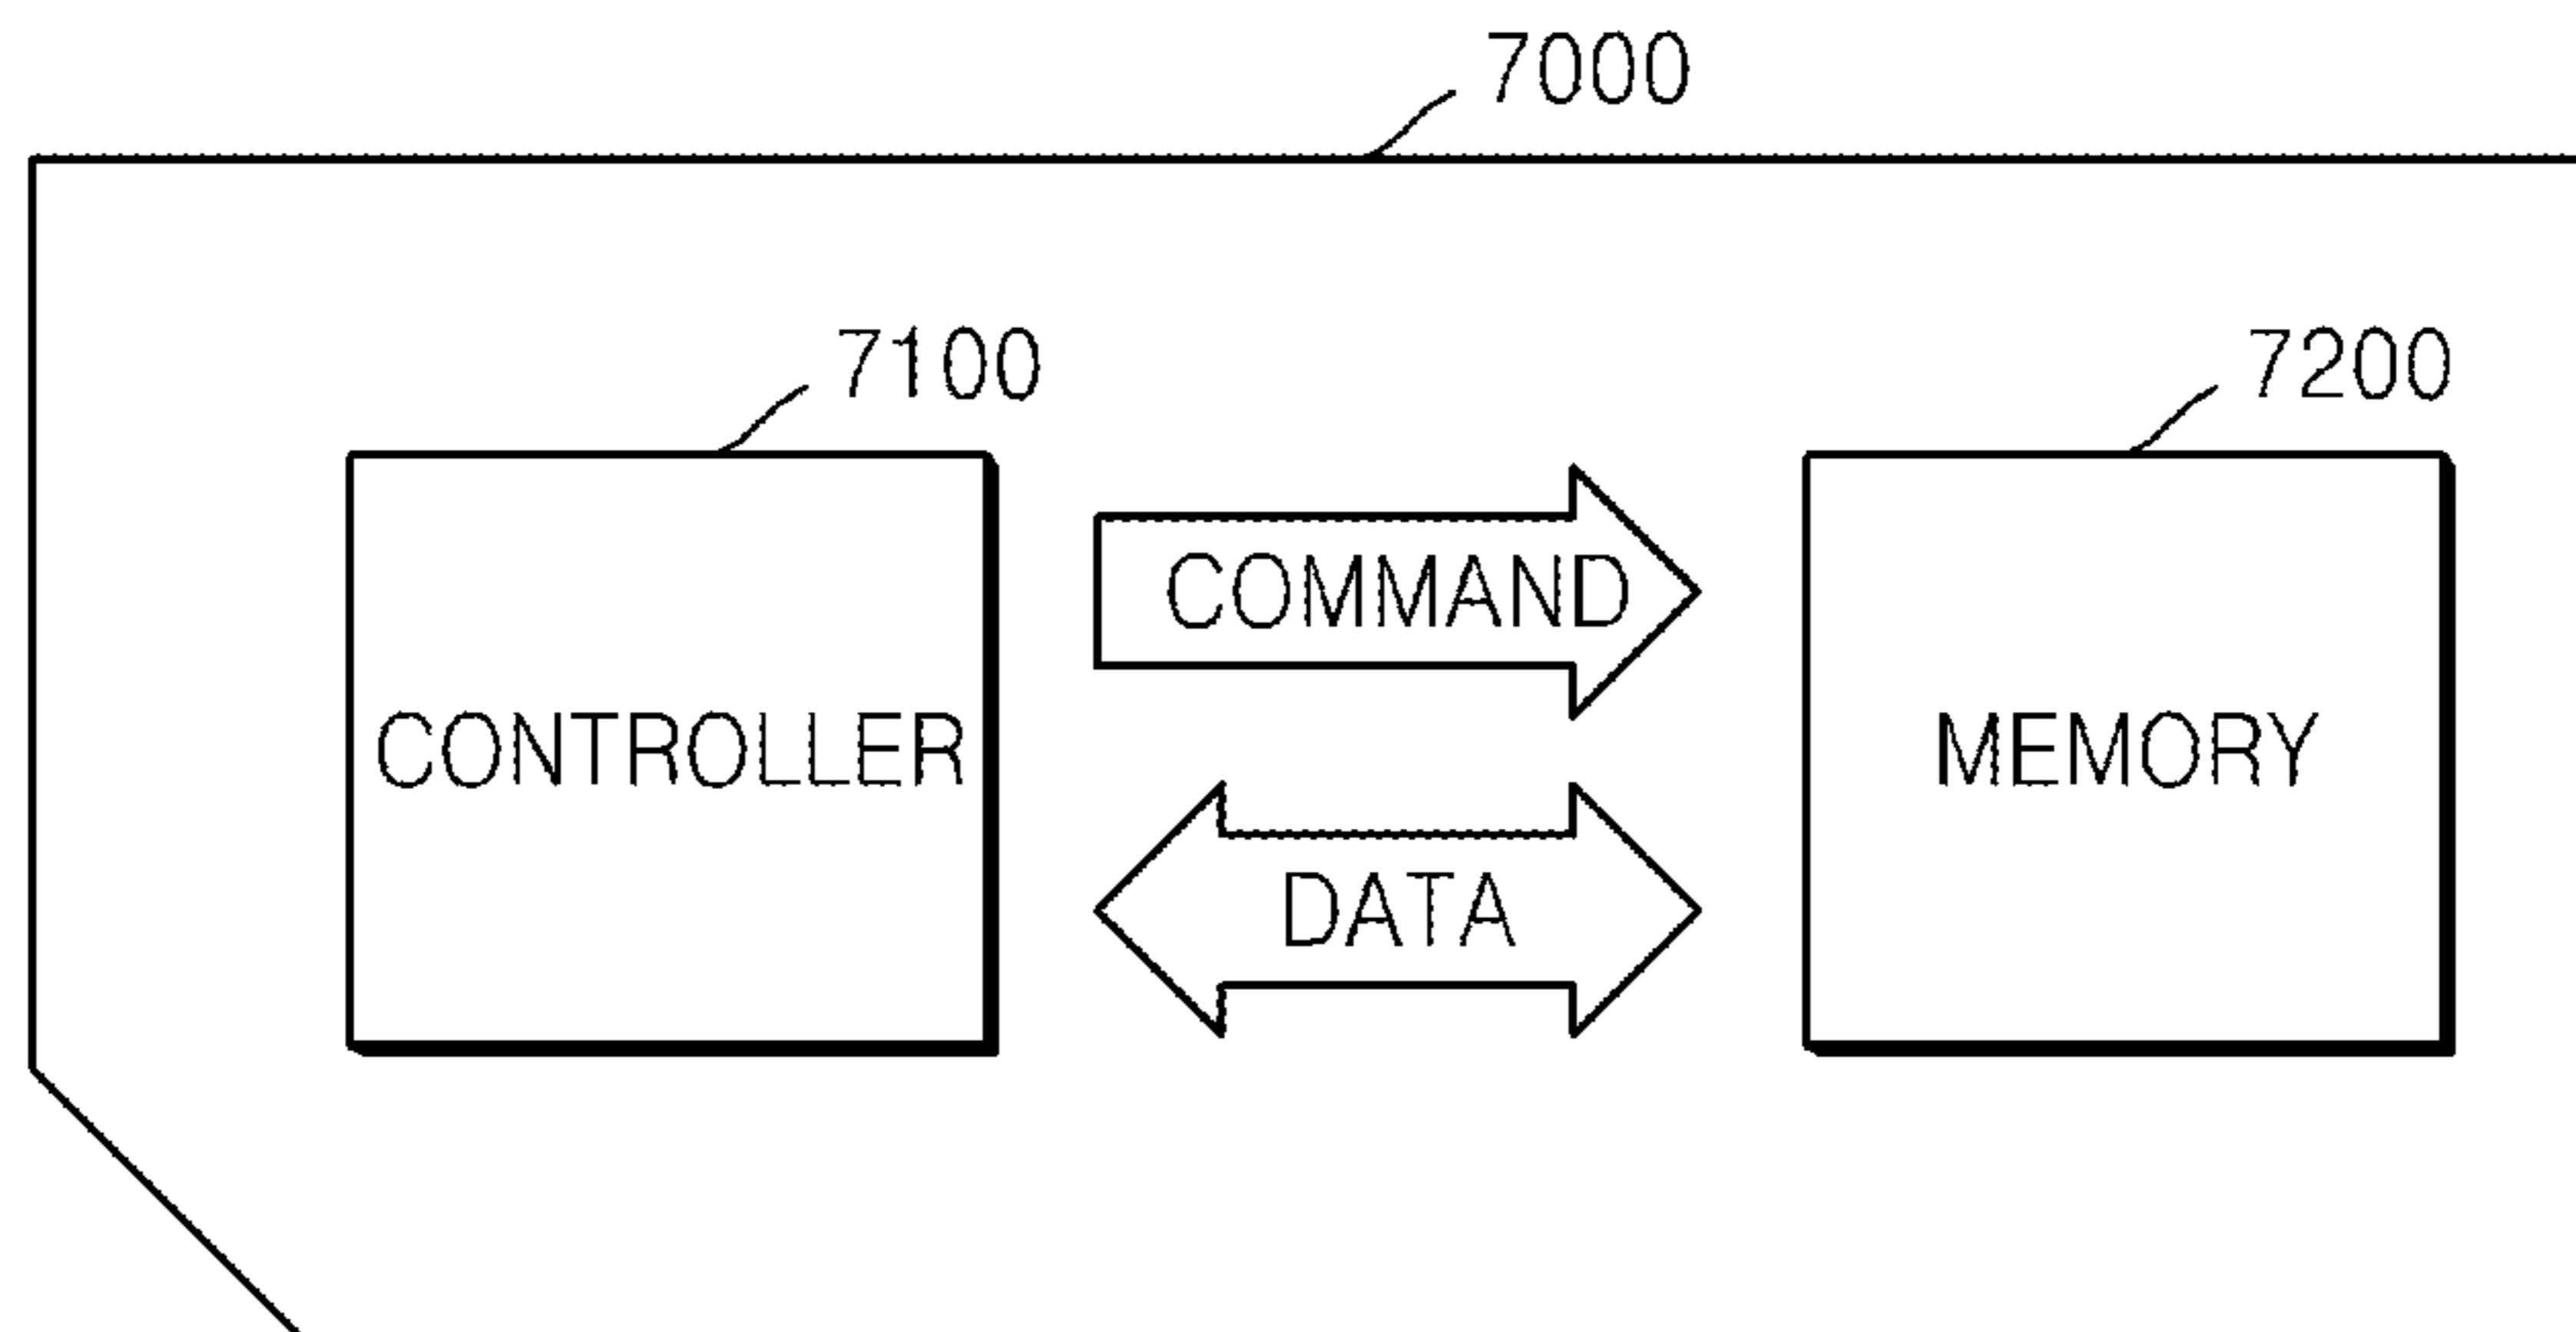 7000
7100
7200
COMMAND
CONTROLLER
MEMORY
DATA